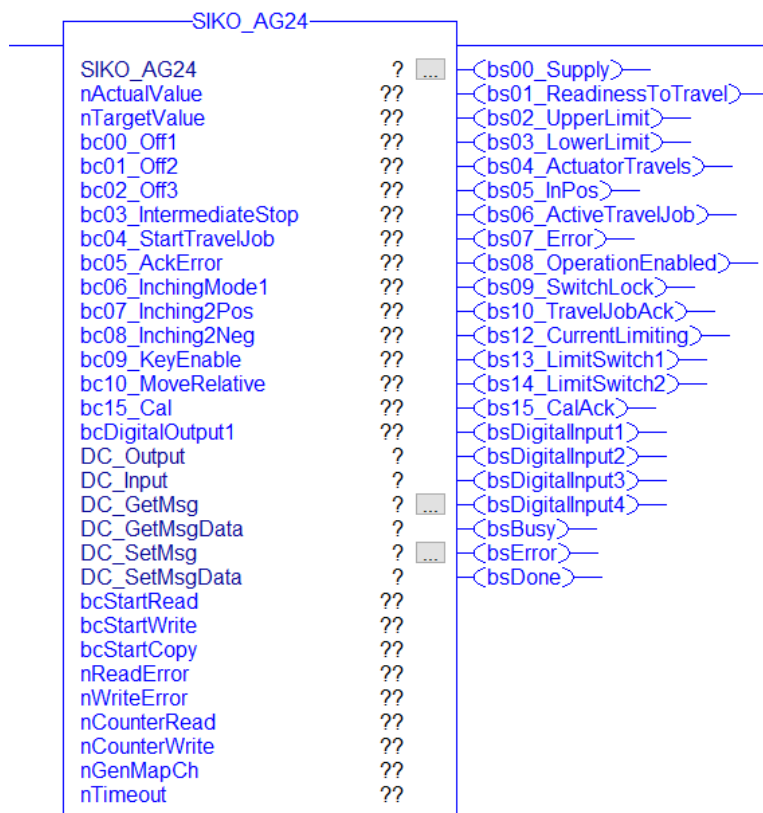 SIKO_AG24
SIKO_AG24 ? ... bs00_Supply
nActualValue ?? bs01_ReadinessToTravel
nTargetValue ?? bs02_UpperLimit
bc00_Off1 ?? bs03_LowerLimit
bc01_Off2 ?? bs04_ActuatorTravels
bc02_Off3 ?? bs05_InPos
bc03_IntermediateStop ?? bs06_ActiveTravelJob
bc04_StartTravelJob ?? bs07_Error
bc05_AckError ?? bs08_OperationEnabled
bc06_InchingMode1 ?? bs09_SwitchLock
bc07_Inching2Pos ?? bs10_TravelJobAck
bc08_Inching2Neg ?? bs12_CurrentLimiting
bc09_KeyEnable ?? bs13_LimitSwitch1
bc10_MoveRelative ?? bs14_LimitSwitch2
bc15_Cal ?? bs15_CalAck
bcDigitalOutput1 ?? bsDigitalInput1
DC_Output ? bsDigitalInput2
DC_Input ? bsDigitalInput3
DC_GetMsg ? ... bsDigitalInput4
DC_GetMsgData ? bsBusy
DC_SetMsg ? ... bsError
DC_SetMsgData ? bsDone
bcStartRead ??
bcStartWrite ??
bcStartCopy ??
nReadError ??
nWriteError ??
nCounterRead ??
nCounterWrite ??
nGenMapCh ??
nTimeout ??